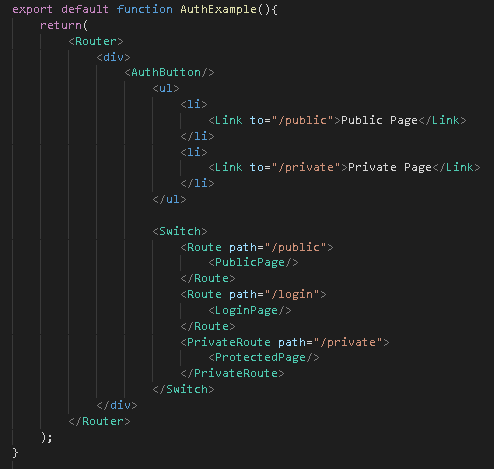 export default function AuthExample(){
    return(
        <Router>
            <div>
                <AuthButton/>
                    <ul>
                        <li>
                            <Link to="/public">Public Page</Link>
                        </li>
                        <li>
                            <Link to="/private">Private Page</Link>
                        </li>
                    </ul>

                    <Switch>
                        <Route path="/public">
                            <PublicPage/>
                        </Route>
                        <Route path="/login">
                            <LoginPage/>
                        </Route>
                        <PrivateRoute path="/private">
                            <ProtectedPage/>
                        </PrivateRoute>
                    </Switch>
            </div>
        </Router>
    );
}